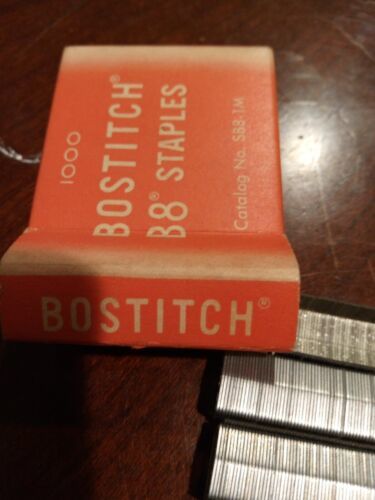 1000
BOSTITCH®
B8® STAPLES
Catalog No. SB8-1M
BOSTITCH®